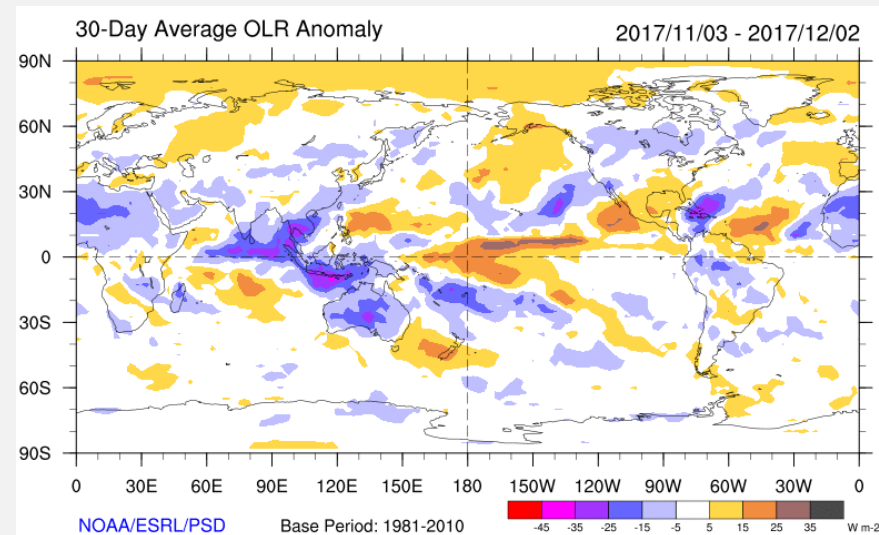 30-Day Average OLR Anomaly 2017/11/03 - 2017/12/02
90N
60N
30N
0
30S
60S
90S
0 30E 60E 90E 120E 150E 180 150W 120W 90W 60W 30W 0
NOAA/ESRL/PSD Base Period: 1981-2010
-45 -35 -25 -15 -5 5 15 25 35 W m-2